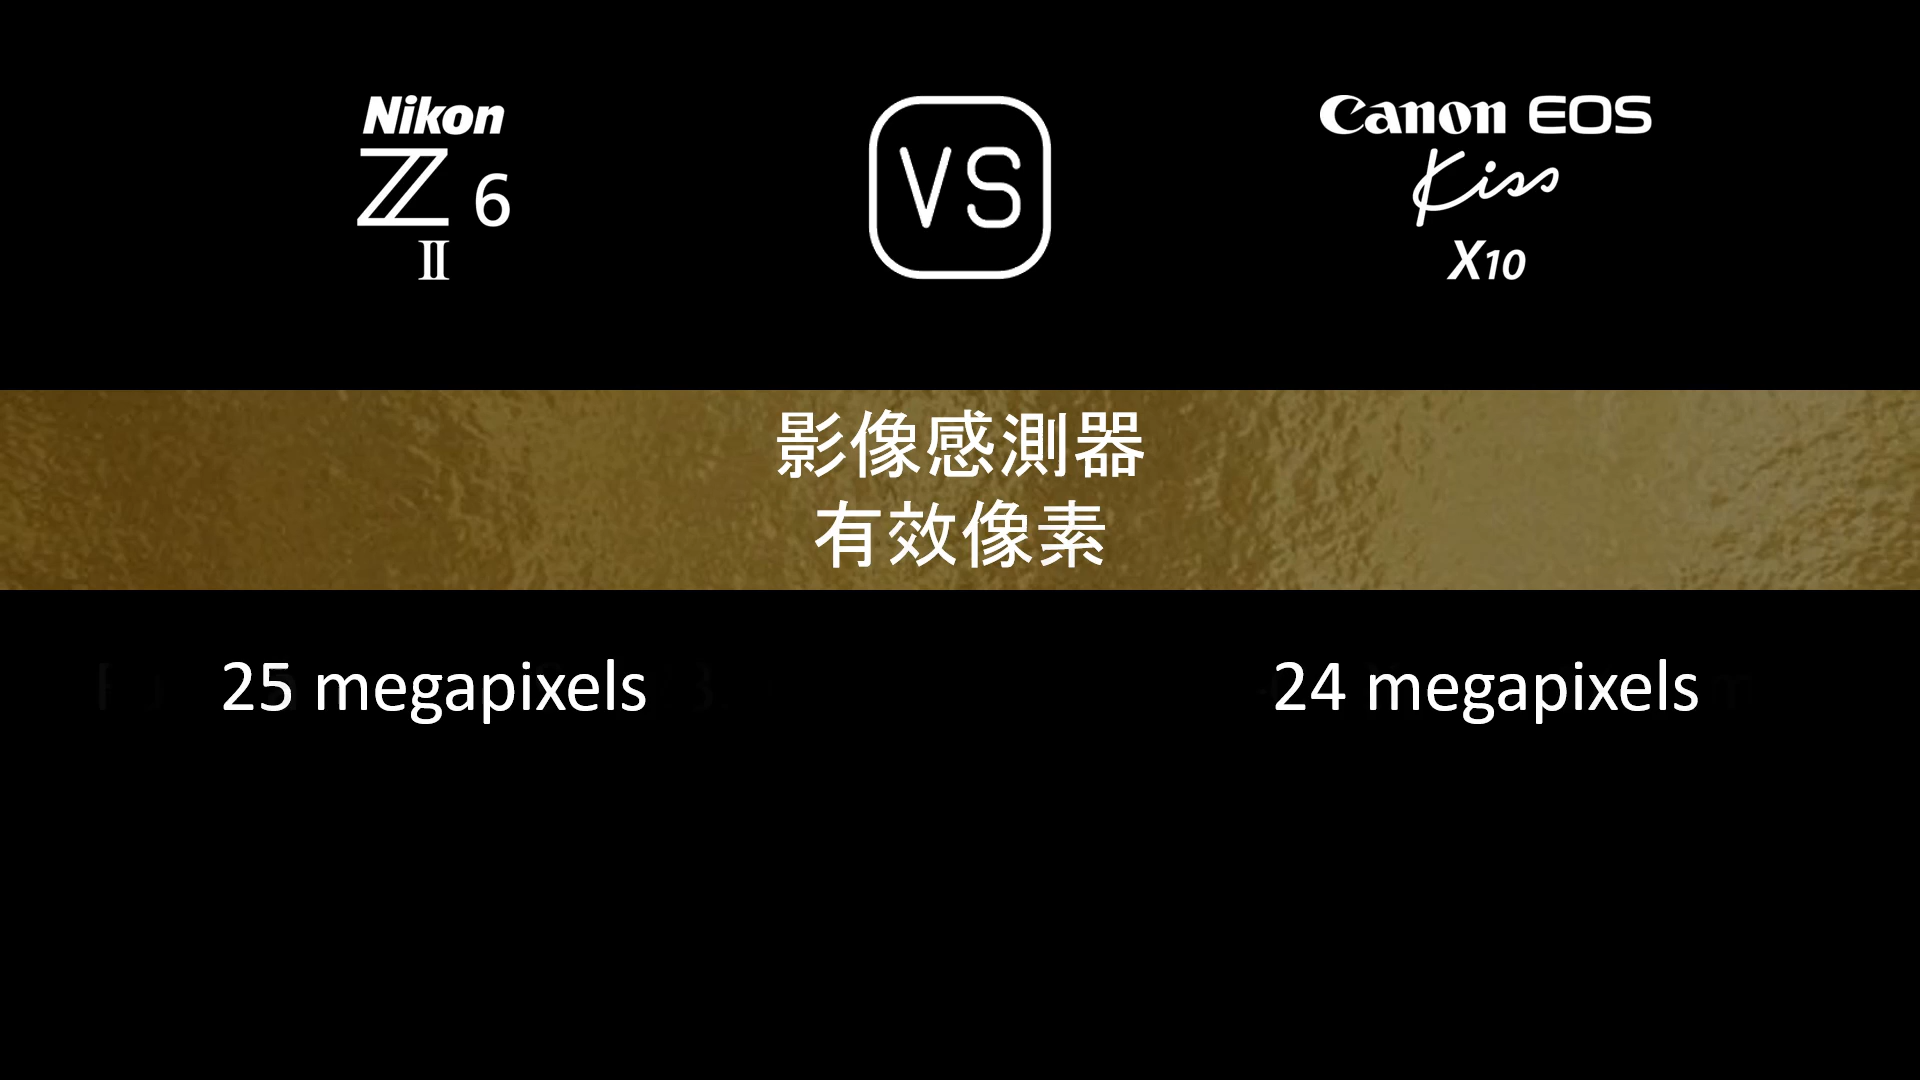 Nikon
Z 6
II
VS
Canon EOS
Kiss
X10
影像感測器
有效像素
25 megapixels
24 megapixels